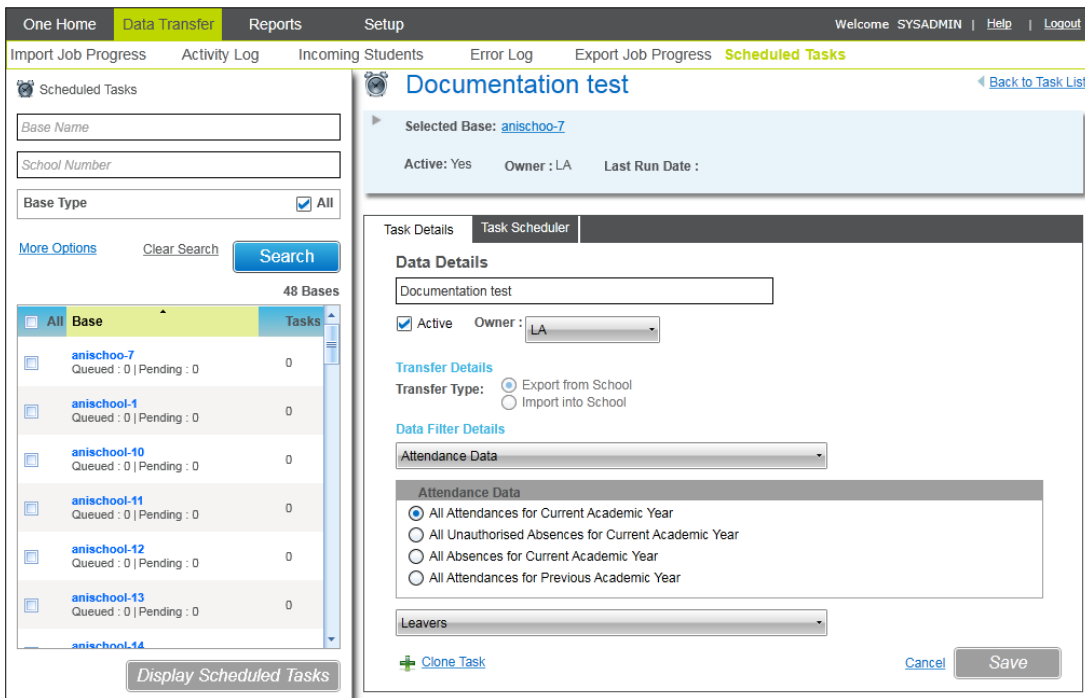 One Home Data Transfer Reports Setup Welcome SYSADMIN | Help | Logout
Import Job Progress Activity Log Incoming Students Error Log Export Job Progress Scheduled Tasks
Scheduled Tasks
Base Name
School Number
Base Type All
More Options Clear Search Search
48 Bases
All Base Tasks
anischoo-7 0
Queued : 0 | Pending : 0
anischool-1 0
Queued : 0 | Pending : 0
anischool-10 0
Queued : 0 | Pending : 0
anischool-11 0
Queued : 0 | Pending : 0
anischool-12 0
Queued : 0 | Pending : 0
anischool-13 0
Queued : 0 | Pending : 0
anischool-14
Display Scheduled Tasks
Documentation test Back to Task List
Selected Base: anischoo-7
Active: Yes Owner : LA Last Run Date :
Task Details Task Scheduler
Data Details
Documentation test
Active Owner : LA
Transfer Details
Transfer Type: Export from School
Import into School
Data Filter Details
Attendance Data
Attendance Data
All Attendances for Current Academic Year
All Unauthorised Absences for Current Academic Year
All Absences for Current Academic Year
All Attendances for Previous Academic Year
Leavers
Clone Task Cancel Save